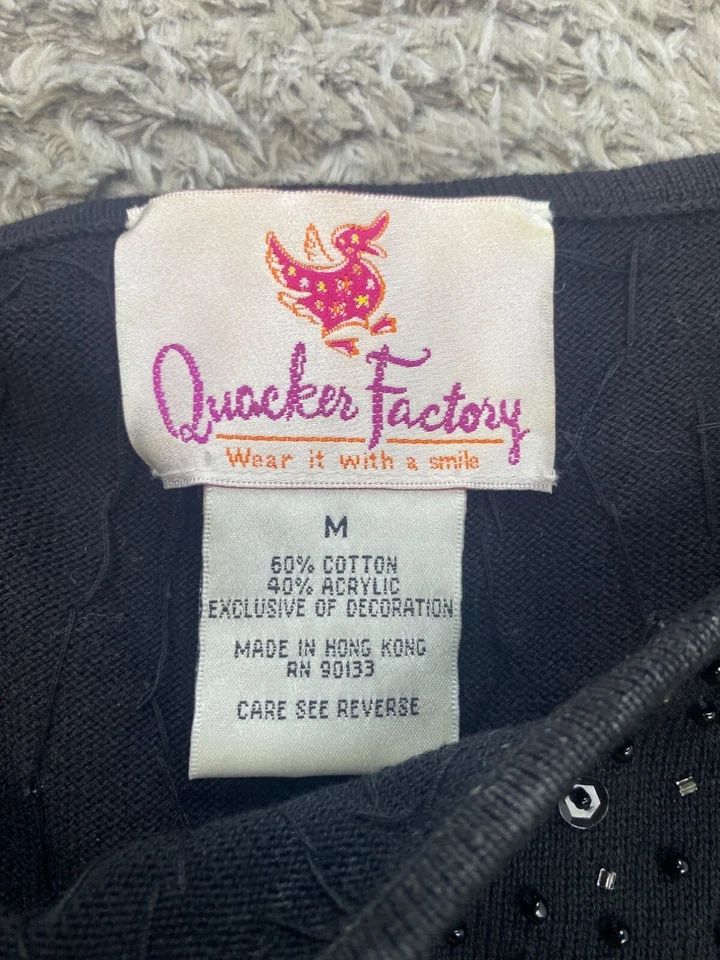 Quacker Factory
Wear it with a smile
M
60% COTTON
40% ACRYLIC
EXCLUSIVE OF DECORATION
MADE IN HONG KONG
RN 90133
CARE SEE REVERSE